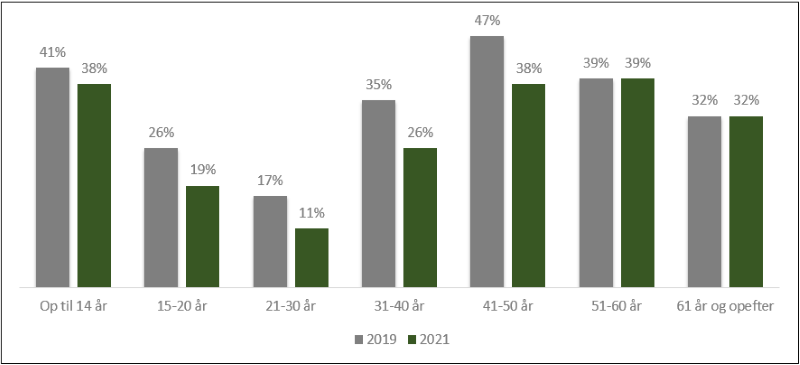 47%
41%
38%
38%
39%
39%
35%
32%
32%
26%
26%
19%
17%
11%
Op til 14 år
15-20 år
21-30 år
31-40 år
41-50 år
51-60 år
61 år og opefter
2019
2021